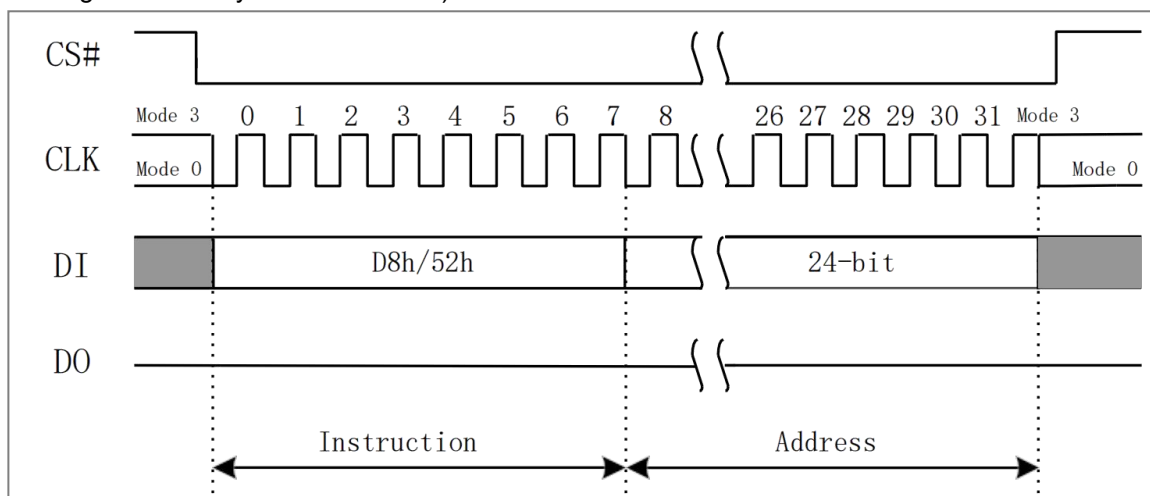 CS#
Mode 3 0 1 2 3 4 5 6 7 8 26 27 28 29 30 31 Mode 3
CLK
Mode 0 Mode 0
DI D8h/52h 24-bit
DO
Instruction Address